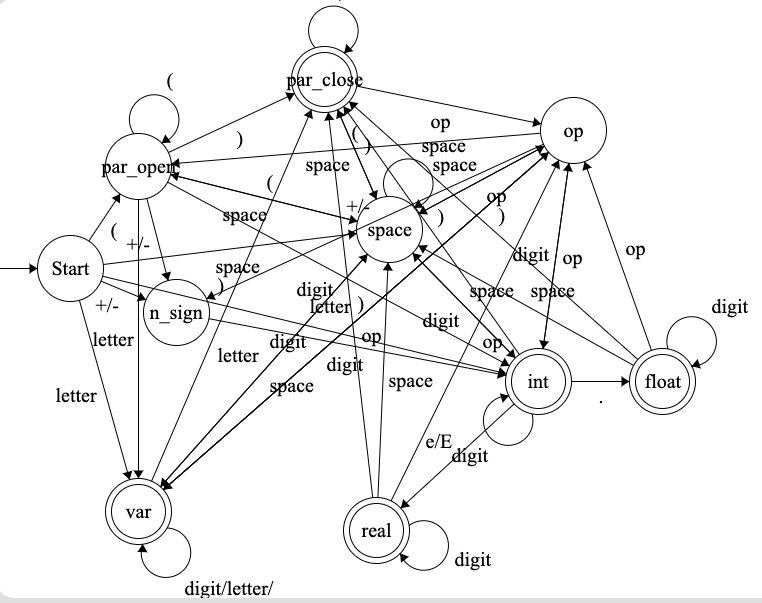 par_close
(
op
op
)
(
)
space
space
space
par_open
(
op
+/-
)
)
space
space
(
+/-
Start
space
digit
op
op
)
digit
space
space
letter
)
+/-
n_sign
digit
digit
op
op
letter
digit
letter
digit
int
float
.
space
space
letter
e/E
digit
var
real
digit
digit/letter/